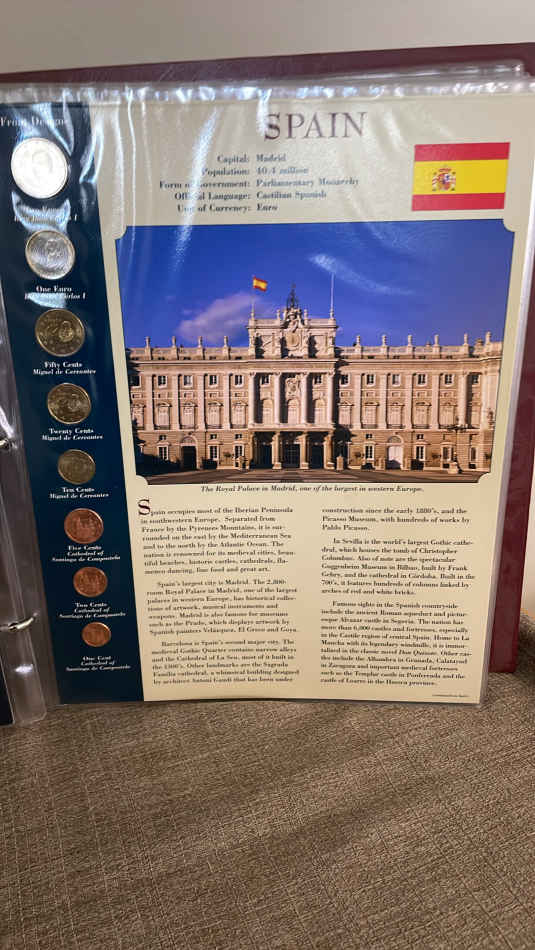 Front Designs
Juan Carlos I
One Euro
Juan Carlos I
Fifty Cents
Miguel de Cervantes
Twenty Cents
Miguel de Cervantes
Ten Cents
Miguel de Cervantes
Five Cents
Cathedral of
Santiago de Compostela
Two Cents
Cathedral of
Santiago de Compostela
One Cent
Cathedral of
Santiago de Compostela
SPAIN
Capital: Madrid
Population: 40.4 million
Form of Government: Parliamentary Monarchy
Official Language: Castilian Spanish
Unit of Currency: Euro
The Royal Palace in Madrid, one of the largest in western Europe.
Spain occupies most of the Iberian Peninsula
in southwestern Europe. Separated from
France by the Pyrenees Mountains, it is sur-
rounded on the east by the Mediterranean Sea
and to the north by the Atlantic Ocean. The
nation is renowned for its medieval cities, beau-
tiful beaches, historic castles, cathedrals, fla-
menco dancing, fine food and great art.
Spain's largest city is Madrid. The 2,800-
room Royal Palace in Madrid, one of the largest
palaces in western Europe, has historical collec-
tions of artwork, musical instruments and
weapons. Madrid is also famous for museums
such as the Prado, which displays artwork by
Spanish painters Velázquez, El Greco and Goya.
Barcelona is Spain's second major city. The
medieval Gothic Quarter contains narrow alleys
and the Cathedral of La Seu, most of it built in
the 1300's. Other landmarks are the Sagrada
Familia cathedral, a whimsical building designed
by architect Antoni Gaudí that has been under
construction since the early 1880's, and the
Picasso Museum, with hundreds of works by
Pablo Picasso.
In Sevilla is the world's largest Gothic cathe-
dral, which houses the tomb of Christopher
Columbus. Also of note are the spectacular
Guggenheim Museum in Bilbao, built by Frank
Gehry, and the cathedral in Córdoba. Built in the
700's, it features hundreds of columns linked by
arches of red and white bricks.
Famous sights in the Spanish countryside
include the ancient Roman aqueduct and pictur-
esque Alcazar castle in Segovia. The nation has
more than 6,000 castles and fortresses, especially
in the Castile region of central Spain. Home to La
Mancha with its legendary windmills, it is immor-
talized in the classic novel Don Quixote. Other cas-
tles include the Alhambra in Granada, Calatayud
in Zaragoza and important medieval fortresses
such as the Templar castle in Ponferrada and the
castle of Loarre in the Huesca province.